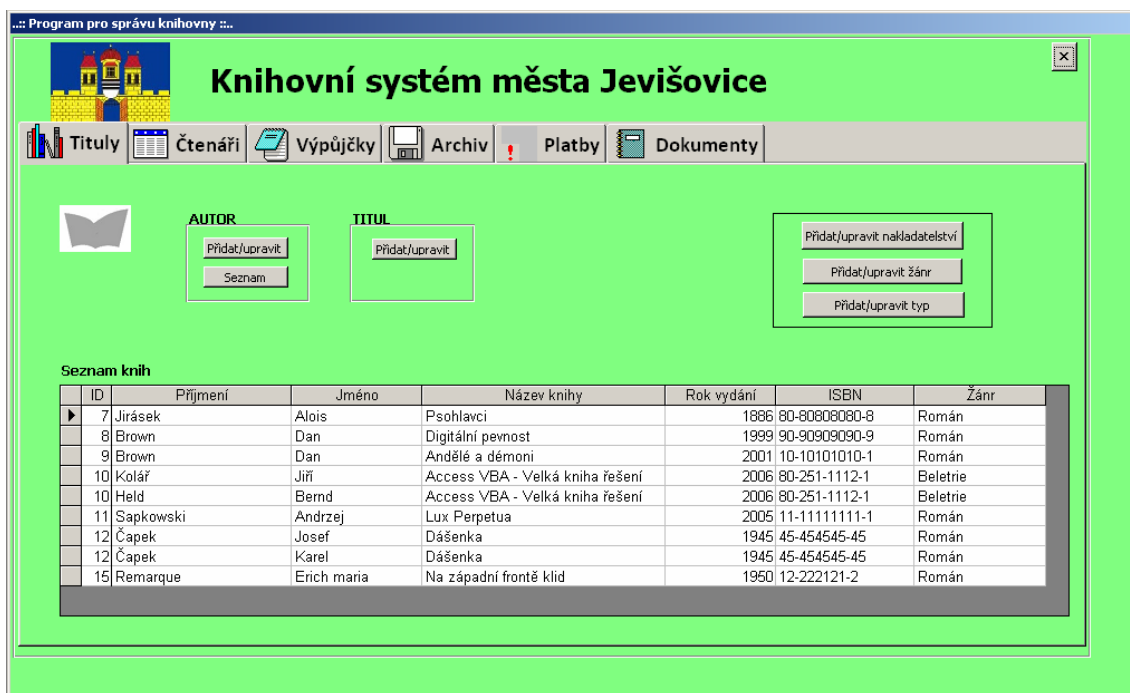 ..:: Program pro správu knihovny ::..
Knihovní systém města Jevišovice
Tituly Čtenáři Výpůjčky Archiv Platby Dokumenty
AUTOR TITUL
Přidat/upravit Přidat/upravit Přidat/upravit nakladatelství
Seznam Přidat/upravit žánr
Přidat/upravit typ
Seznam knih
ID Příjmení Jméno Název knihy Rok vydání ISBN Žánr
7 Jirásek Alois Psohlavci 1886 80-80808080-8 Román
8 Brown Dan Digitální pevnost 1999 90-90909090-9 Román
9 Brown Dan Andělé a démoni 2001 10-10101010-1 Román
10 Kolář Jiří Access VBA - Velká kniha řešení 2006 80-251-1112-1 Beletrie
10 Held Bernd Access VBA - Velká kniha řešení 2006 80-251-1112-1 Beletrie
11 Sapkowski Andrzej Lux Perpetua 2005 11-11111111-1 Román
12 Čapek Josef Dášenka 1945 45-454545-45 Román
12 Čapek Karel Dášenka 1945 45-454545-45 Román
15 Remarque Erich maria Na západní frontě klid 1950 12-222121-2 Román